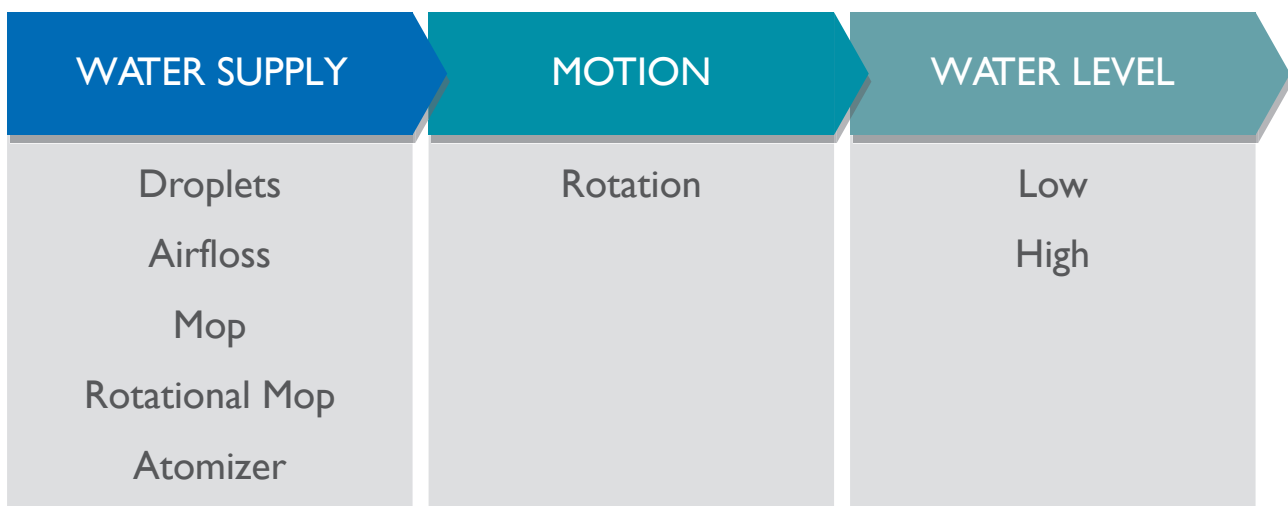 WATER SUPPLY
Droplets
Airfloss
Mop
Rotational Mop
Atomizer
MOTION
Rotation
WATER LEVEL
Low
High